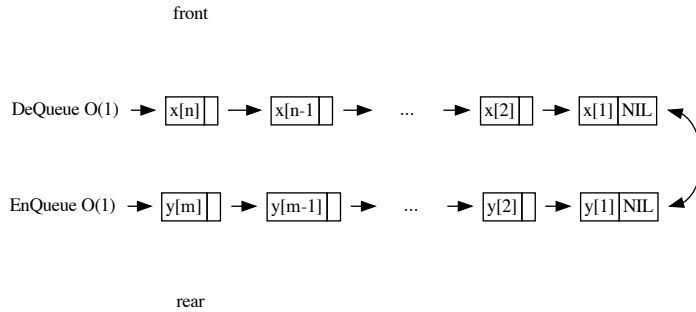 front
DeQueue O(1) x[n] x[n-1 ... x[2] x[1] NIL
EnQueue O(1) y[m] y[m-1] ... y[2] y[1] NIL
rear